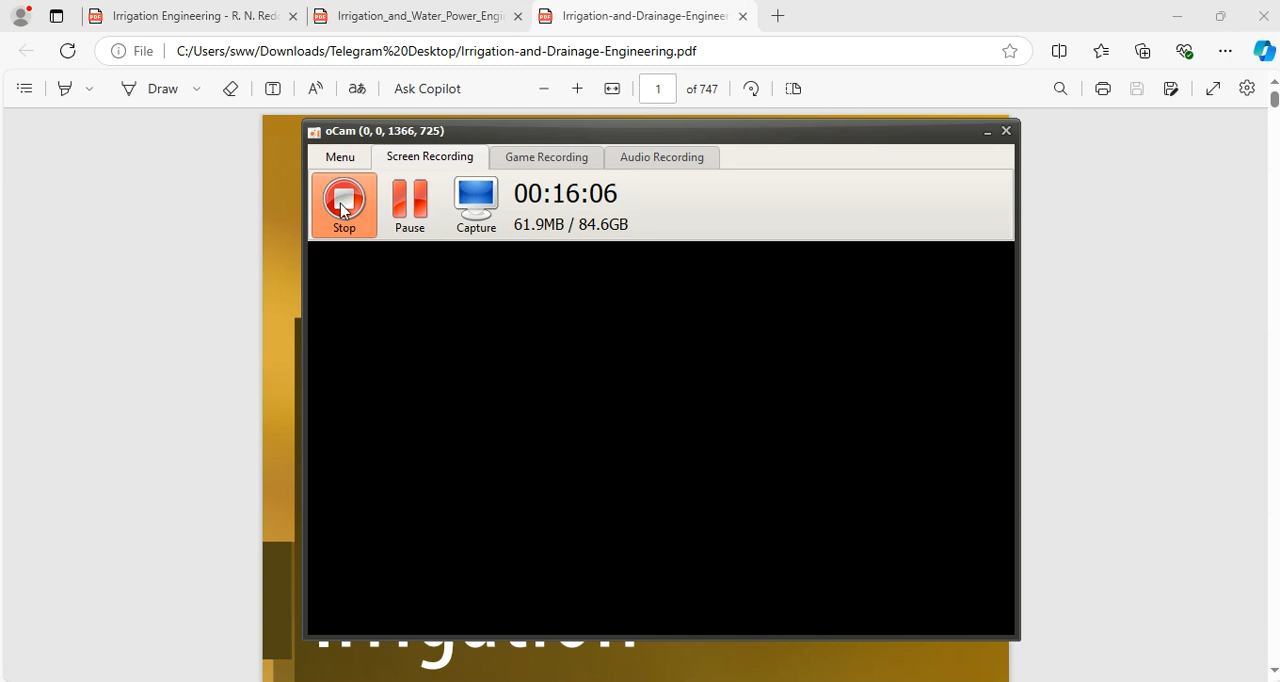 Irrigation Engineering - R. N. Red
Irrigation_and_Water_Power_Engi
Irrigation-and-Drainage-Engineer
File
C:/Users/sww/Downloads/Telegram%20Desktop/Irrigation-and-Drainage-Engineering.pdf
Draw
Ask Copilot
1
of 747
oCam (0, 0, 1366, 725)
Menu
Screen Recording
Game Recording
Audio Recording
Stop
Pause
Capture
00:16:06
61.9MB / 84.6GB
Irrigation